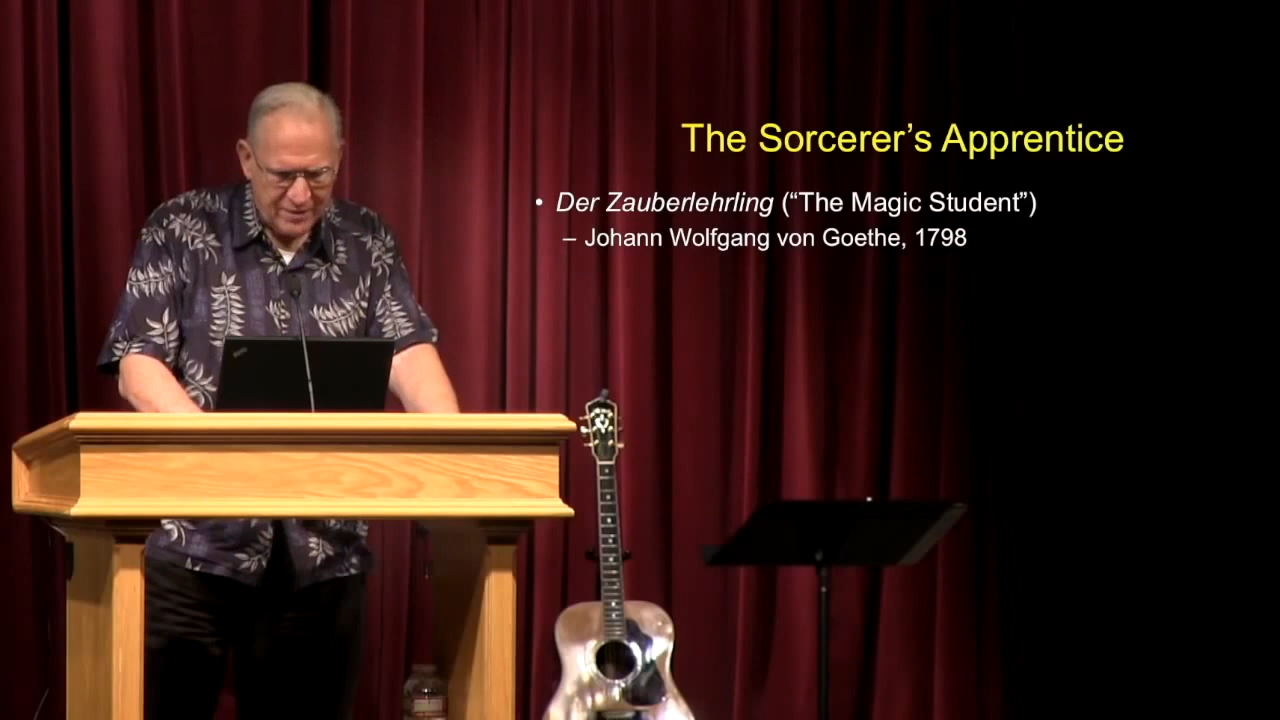 The Sorcerer’s Apprentice
• Der Zauberlehrling (“The Magic Student”)
– Johann Wolfgang von Goethe, 1798